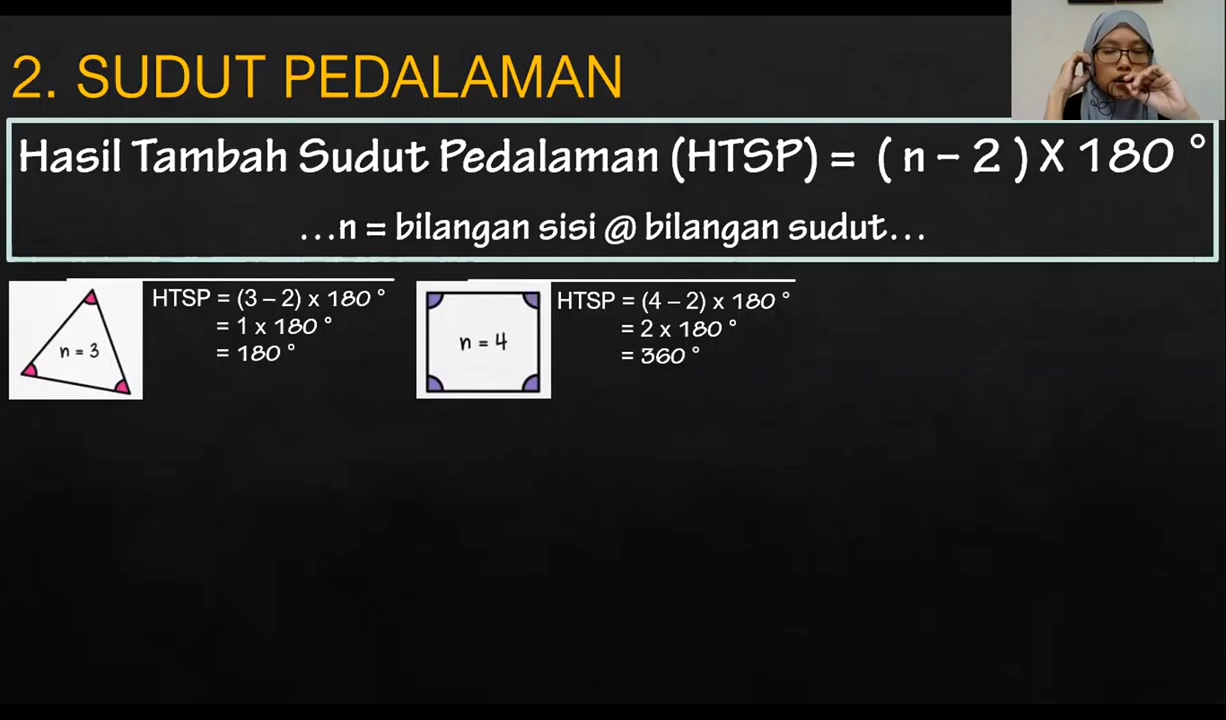 2. SUDUT PEDALAMAN
Hasil Tambah Sudut Pedalaman (HTSP) = ( n – 2 ) X 180 °
...n = bilangan sisi @ bilangan sudut...
n = 3
HTSP = (3 – 2) x 180 °
= 1 x 180 °
= 180 °
n = 4
HTSP = (4 – 2) x 180 °
= 2 x 180 °
= 360 °